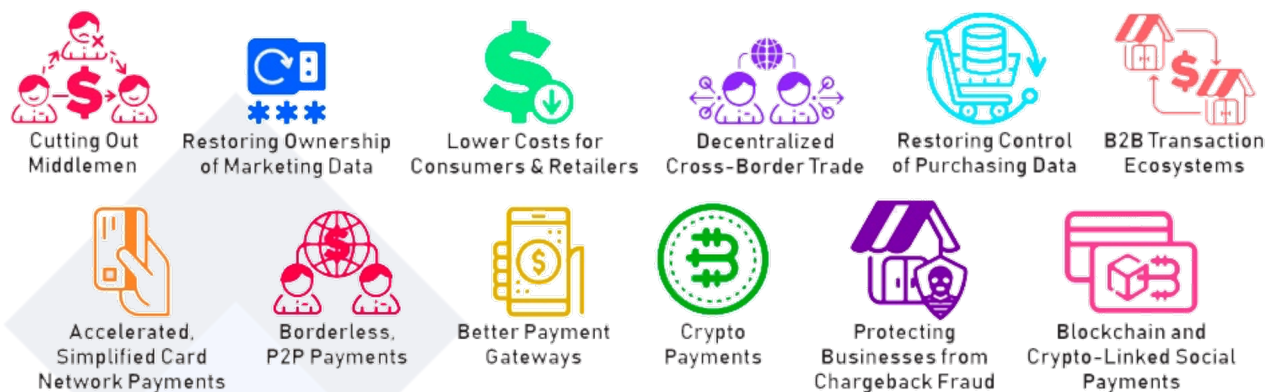 Cutting Out
Middlemen
Restoring Ownership
of Marketing Data
Lower Costs for
Consumers & Retailers
Decentralized
Cross-Border Trade
Restoring Control
of Purchasing Data
B2B Transaction
Ecosystems
Accelerated,
Simplified Card
Network Payments
Borderless,
P2P Payments
Better Payment
Gateways
Crypto
Payments
Protecting
Businesses from
Chargeback Fraud
Blockchain and
Crypto-Linked Social
Payments